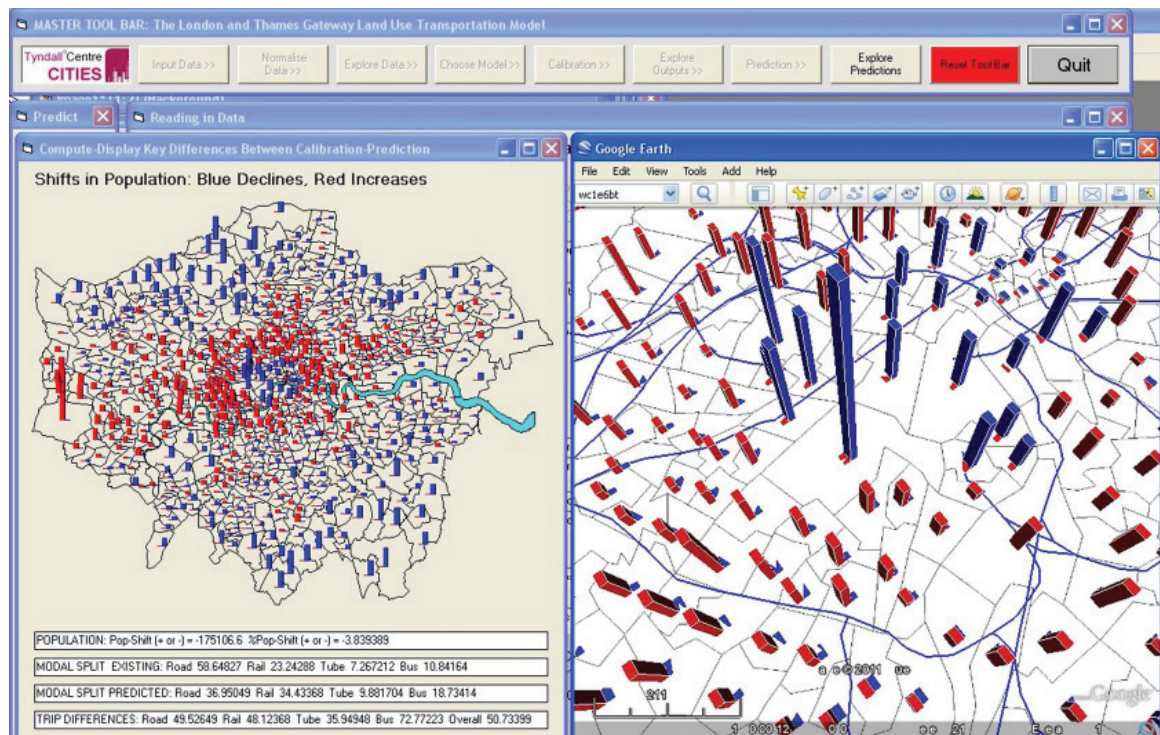 MASTER TOOL BAR: The London and Thames Gateway Land Use Transportation Model
Tyndall°Centre
CITIES
Input Data >>
Normalise
Data >>
Explore Data >>
Choose Model >>
Calibration >>
Explore
Outputs >>
Prediction >>
Explore
Predictions
Reset Tool Bar
Quit
Predict
Reading in Data
Compute-Display Key Differences Between Calibration-Prediction
Shifts in Population: Blue Declines, Red Increases
POPULATION: Pop-Shift (+ or -) = -175106.6 %Pop-Shift (+ or -) = -3.839389
MODAL SPLIT EXISTING: Road 58.64827 Rail 23.24288 Tube 7.267212 Bus 10.84164
MODAL SPLIT PREDICTED: Road 36.95049 Rail 34.43368 Tube 9.881704 Bus 18.73414
TRIP DIFFERENCES: Road 49.52649 Rail 48.12368 Tube 35.94948 Bus 72.77223 Overall 50.73399
Google Earth
File Edit View Tools Add Help
wc1e6bt
© 2011
211
Google